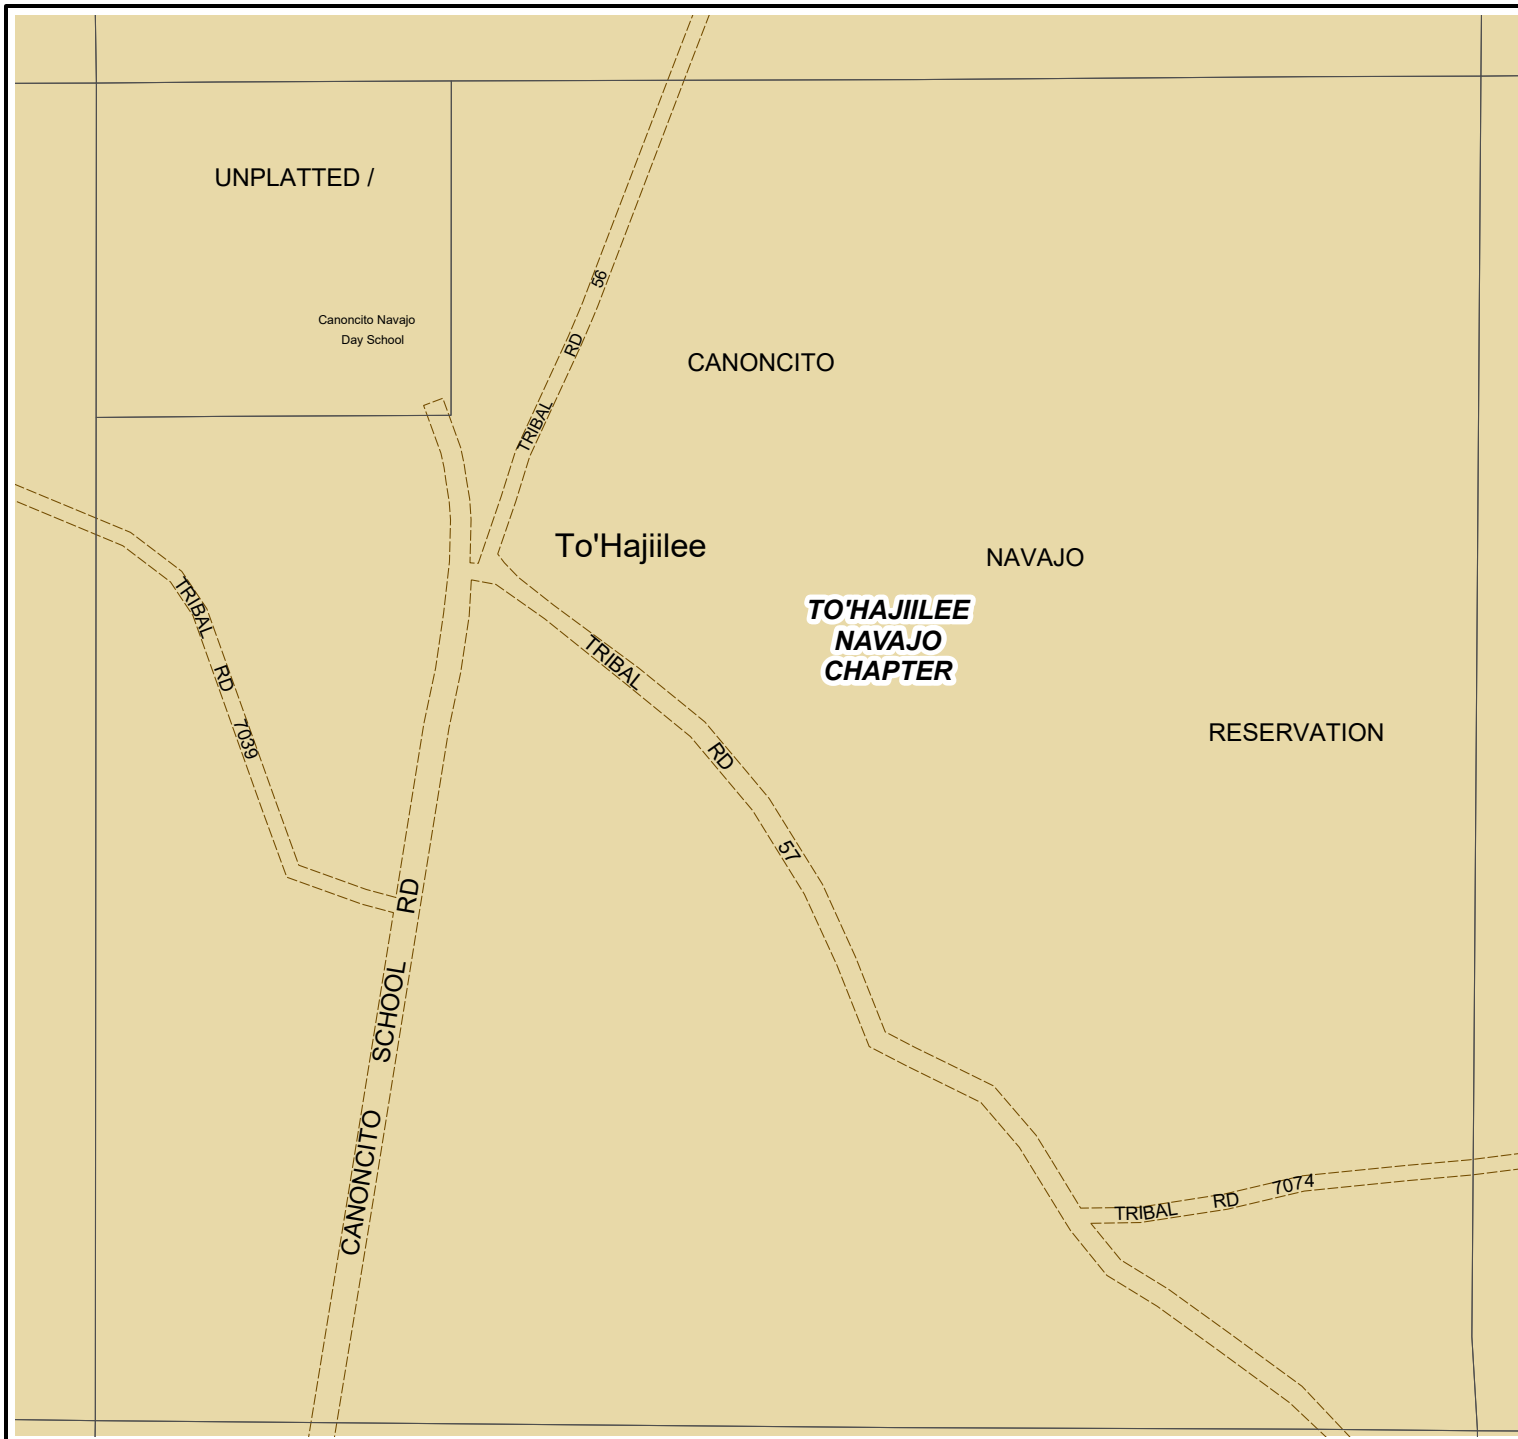 UNPLATTED /
Canoncito Navajo
Day School
TRIBAL RD 56
CANONCITO
To'Hajiilee
NAVAJO
TO'HAJIILEE
NAVAJO
CHAPTER
RESERVATION
TRIBAL RD 7039
TRIBAL RD 57
CANONCITO SCHOOL RD
TRIBAL RD 7074